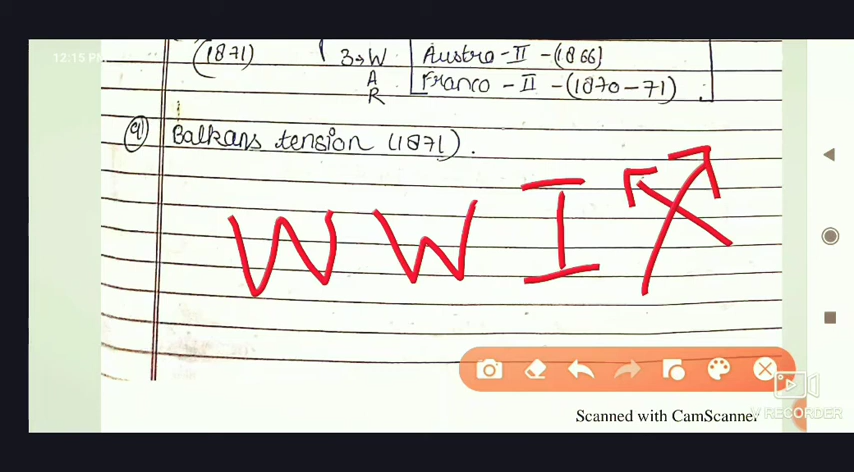 12:15 PM
(1871) 3→ W Austro - II - (1866)
A Franco - II - (1870-71)
R
9) Balkans tension (1871).
W W I
V RECORDER
Scanned with CamScanner